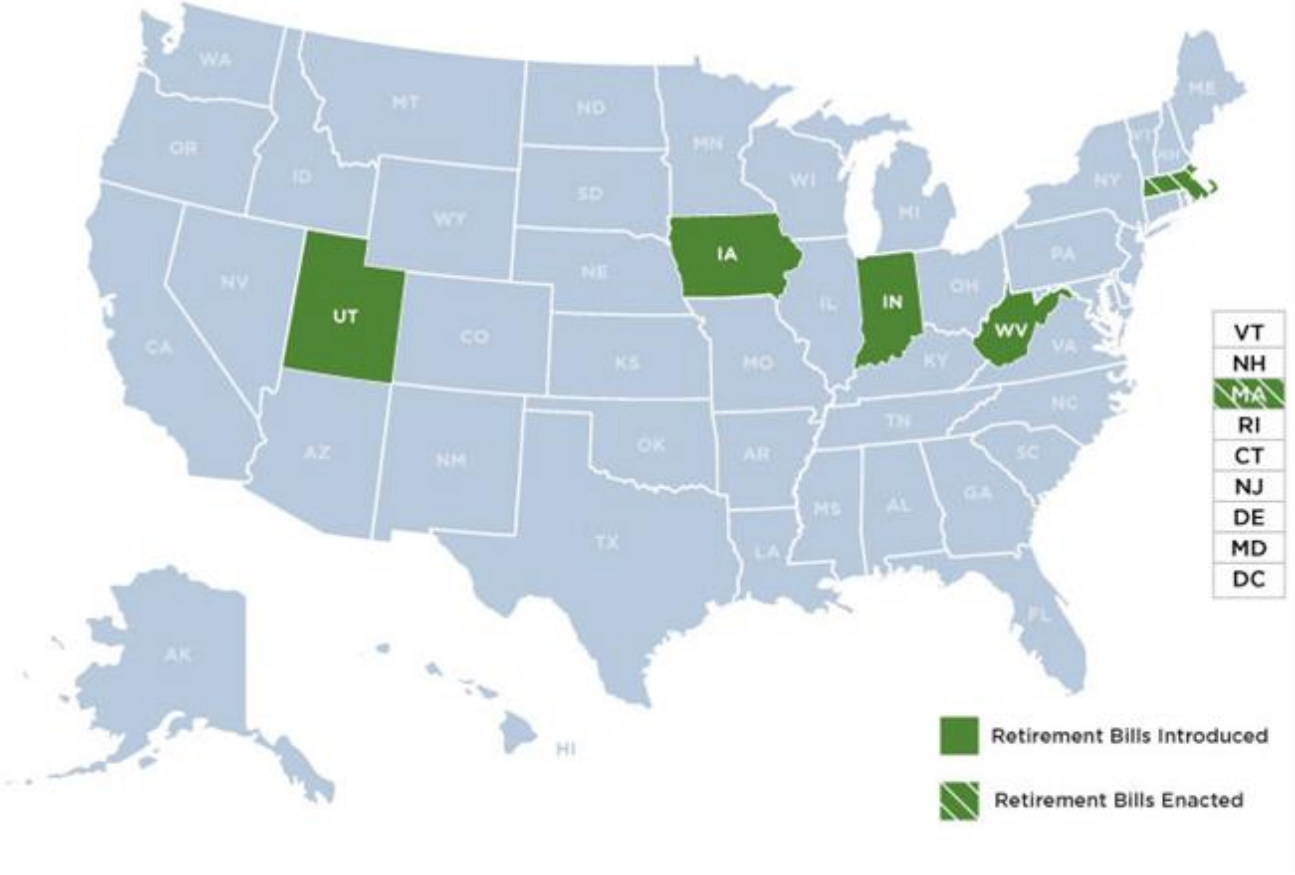 WA
MT
ND
MN
ME
OR
ID
SD
WI
VT
NH
NY
WY
MI
IA
NE
PA
NV
UT
CO
IL
IN
OH
WV
VA
CA
KS
MO
KY
NC
AZ
NM
OK
AR
TN
SC
MS
AL
GA
TX
LA
FL
AK
HI
VT
NH
MA
RI
CT
NJ
DE
MD
DC
Retirement Bills Introduced
Retirement Bills Enacted